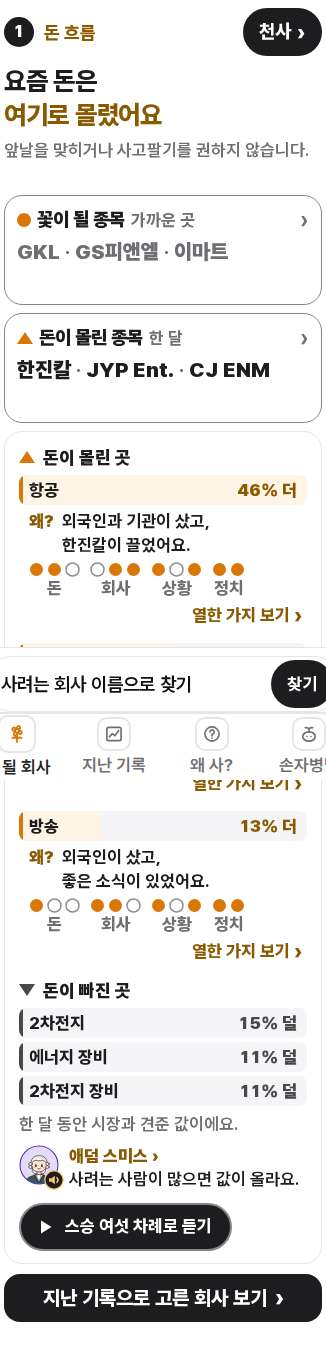 1 돈 흐름
천사 ›
요즘 돈은
여기로 몰렸어요
앞날을 맞히거나 사고팔기를 권하지 않습니다.
꽃이 될 종목 가까운 곳 ›
GKL · GS피앤엘 · 이마트
돈이 몰린 종목 한 달 ›
한진칼 · JYP Ent. · CJ ENM
돈이 몰린 곳
항공 46% 더
왜? 외국인과 기관이 샀고,
한진칼이 끌었어요.
돈 회사 상황 정치
열한 가지 보기 ›
사려는 회사 이름으로 찾기 찾기
될 회사 지난 기록 왜 사? 손자병
열한 가지 보기 ›
방송 13% 더
왜? 외국인이 샀고,
좋은 소식이 있었어요.
돈 회사 상황 정치
열한 가지 보기 ›
돈이 빠진 곳
2차전지 15% 덜
에너지 장비 11% 덜
2차전지 장비 11% 덜
한 달 동안 시장과 견준 값이에요.
애덤 스미스 ›
사려는 사람이 많으면 값이 올라요.
스승 여섯 차례로 듣기
지난 기록으로 고른 회사 보기 ›